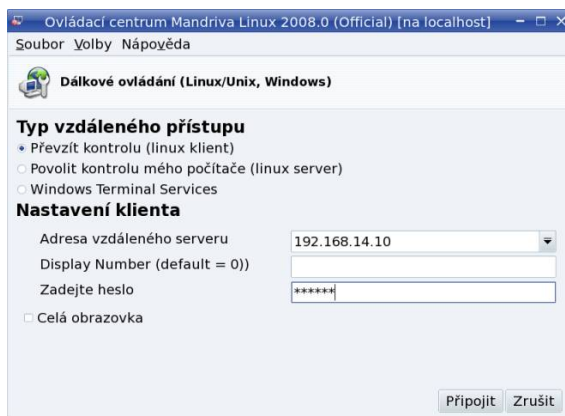 Ovládací centrum Mandriva Linux 2008.0 (Official) [na localhost]
Soubor Volby Nápověda
Dálkové ovládání (Linux/Unix, Windows)
Typ vzdáleného přístupu
Převzít kontrolu (linux klient)
Povolit kontrolu mého počítače (linux server)
Windows Terminal Services
Nastavení klienta
Adresa vzdáleného serveru 192.168.14.10
Display Number (default = 0))
Zadejte heslo ******
Celá obrazovka
Připojit Zrušit